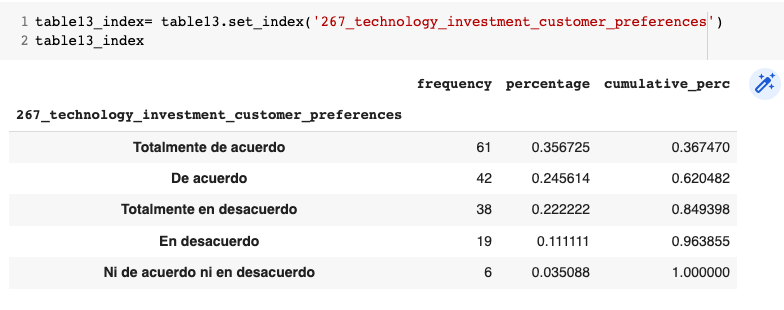 1 table13_index= table13.set_index('267_technology_investment_customer_preferences')
2 table13_index
frequency percentage cumulative_perc
267_technology_investment_customer_preferences
Totalmente de acuerdo 61 0.356725 0.367470
De acuerdo 42 0.245614 0.620482
Totalmente en desacuerdo 38 0.222222 0.849398
En desacuerdo 19 0.111111 0.963855
Ni de acuerdo ni en desacuerdo 6 0.035088 1.000000